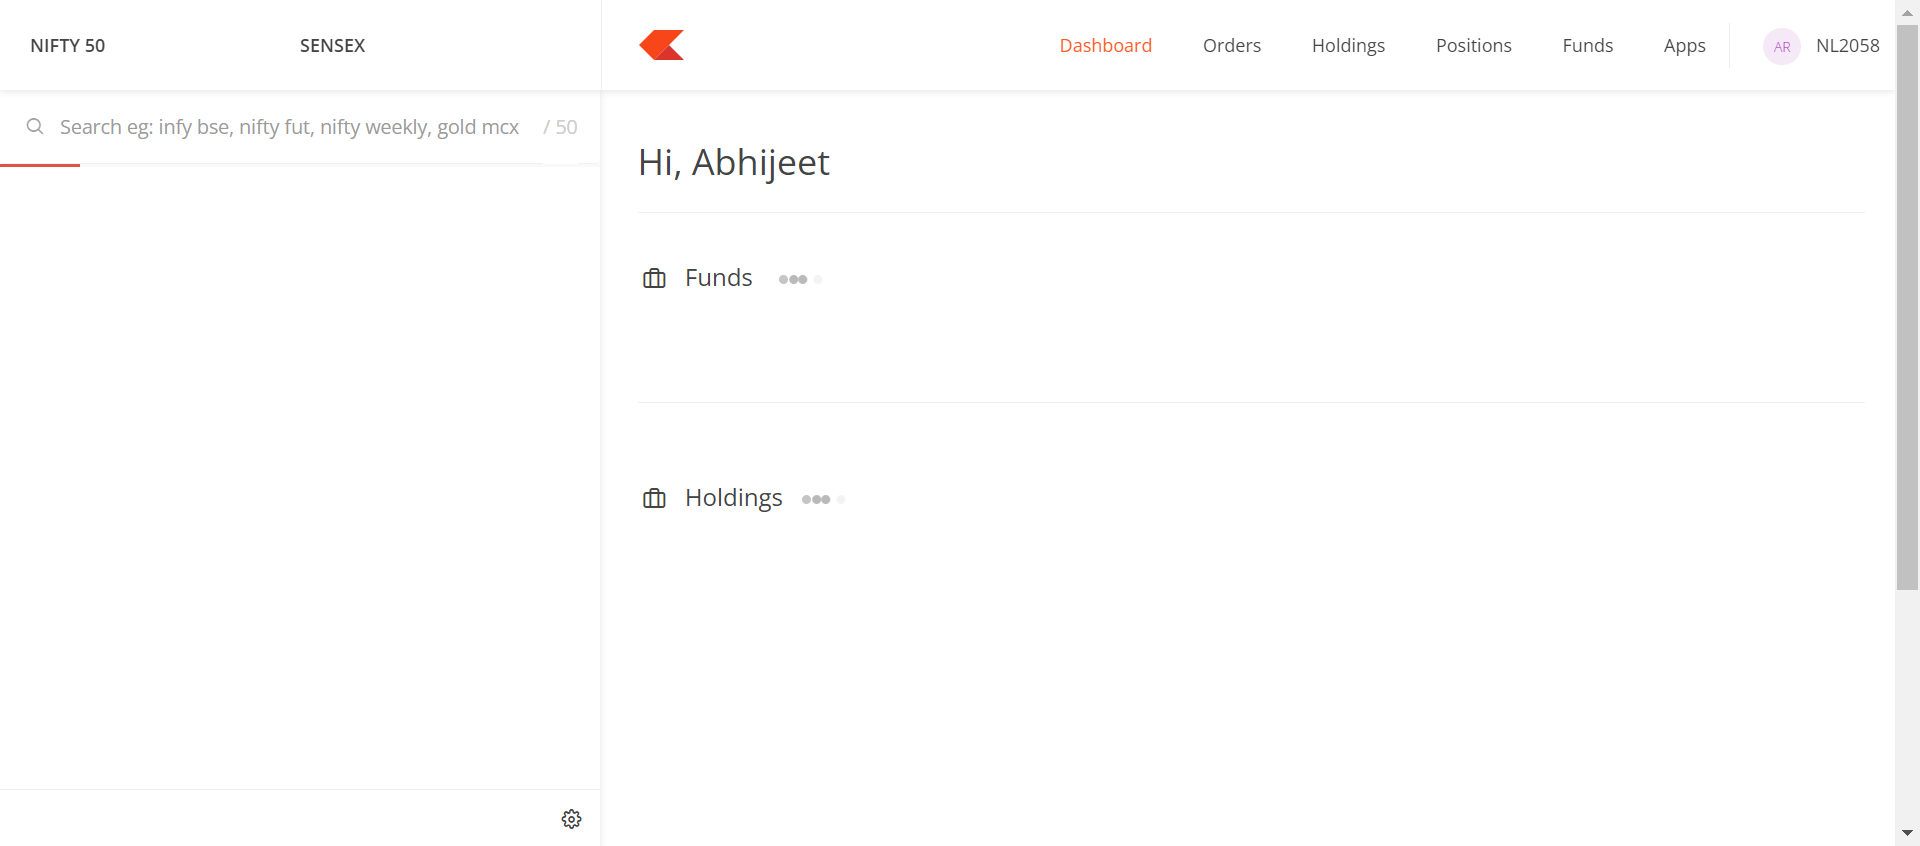 NIFTY 50 SENSEX
Dashboard Orders Holdings Positions Funds Apps AR NL2058
Search eg: infy bse, nifty fut, nifty weekly, gold mcx / 50
Hi, Abhijeet
Funds
Holdings